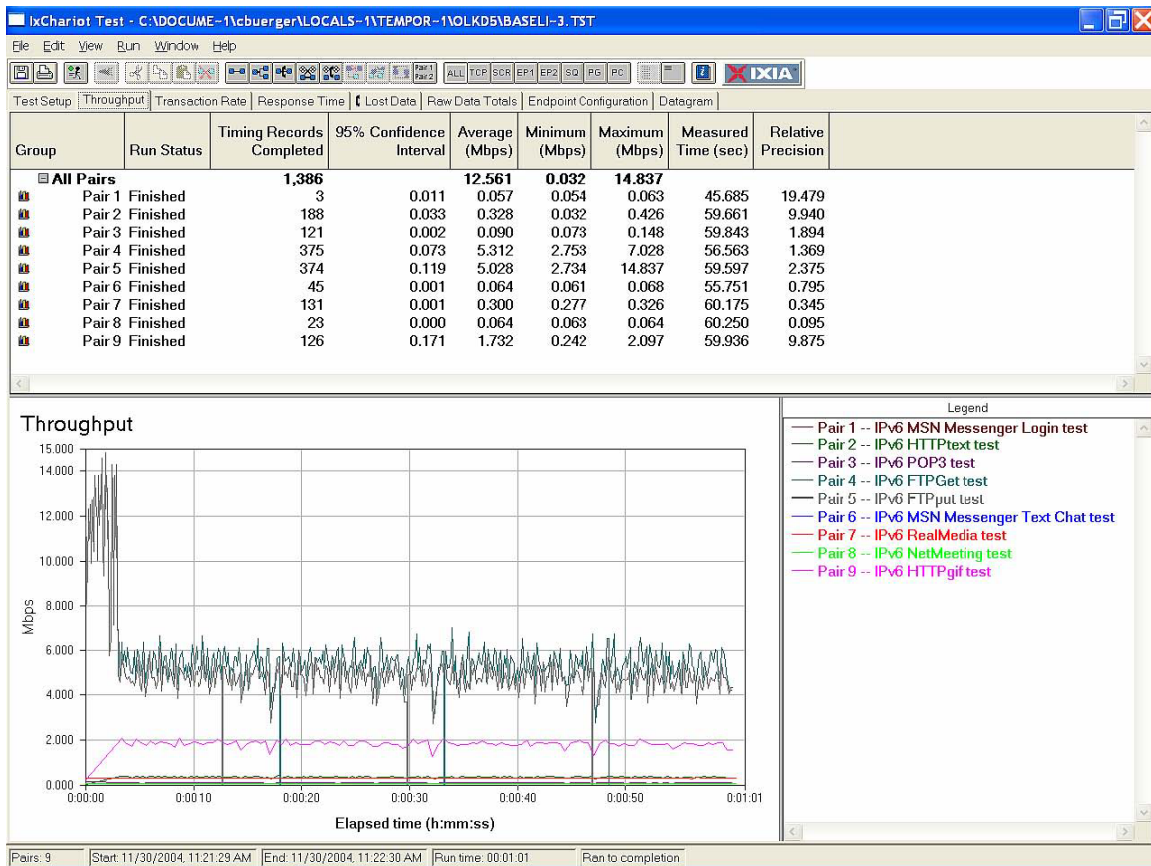 IxChariot Test - C:\DOCUME~1\cbuerger\LOCALS~1\TEMPOR~1\OLKD5\BASELI~3.TST
File Edit View Run Window Help
Pair 1 Pair 2 ALL TCP SCR EP1 EP2 SQ PG PC IXIA
Test Setup Throughput Transaction Rate Response Time Lost Data Raw Data Totals Endpoint Configuration Datagram
Group Run Status Timing Records Completed 95% Confidence Interval Average (Mbps) Minimum (Mbps) Maximum (Mbps) Measured Time (sec) Relative Precision
All Pairs 1,386 12.561 0.032 14.837
Pair 1 Finished 3 0.011 0.057 0.054 0.063 45.685 19.479
Pair 2 Finished 188 0.033 0.328 0.032 0.426 59.661 9.940
Pair 3 Finished 121 0.002 0.090 0.073 0.148 59.843 1.894
Pair 4 Finished 375 0.073 5.312 2.753 7.028 56.563 1.369
Pair 5 Finished 374 0.119 5.028 2.734 14.837 59.597 2.375
Pair 6 Finished 45 0.001 0.064 0.061 0.068 55.751 0.795
Pair 7 Finished 131 0.001 0.300 0.277 0.326 60.175 0.345
Pair 8 Finished 23 0.000 0.064 0.063 0.064 60.250 0.095
Pair 9 Finished 126 0.171 1.732 0.242 2.097 59.936 9.875
Throughput
15.000
14.000
12.000
10.000
8.000
6.000
4.000
2.000
0.000
Mbps
0:00:00 0:00:10 0:00:20 0:00:30 0:00:40 0:00:50 0:01:01
Elapsed time (h:mm:ss)
Legend
Pair 1 -- IPv6 MSN Messenger Login test
Pair 2 -- IPv6 HTTPtext test
Pair 3 -- IPv6 POP3 test
Pair 4 -- IPv6 FTPGet test
Pair 5 -- IPv6 FTPput test
Pair 6 -- IPv6 MSN Messenger Text Chat test
Pair 7 -- IPv6 RealMedia test
Pair 8 -- IPv6 NetMeeting test
Pair 9 -- IPv6 HTTPgif test
Pairs: 9 Start: 11/30/2004, 11:21:29 AM End: 11/30/2004, 11:22:30 AM Run time: 00:01:01 Ran to completion